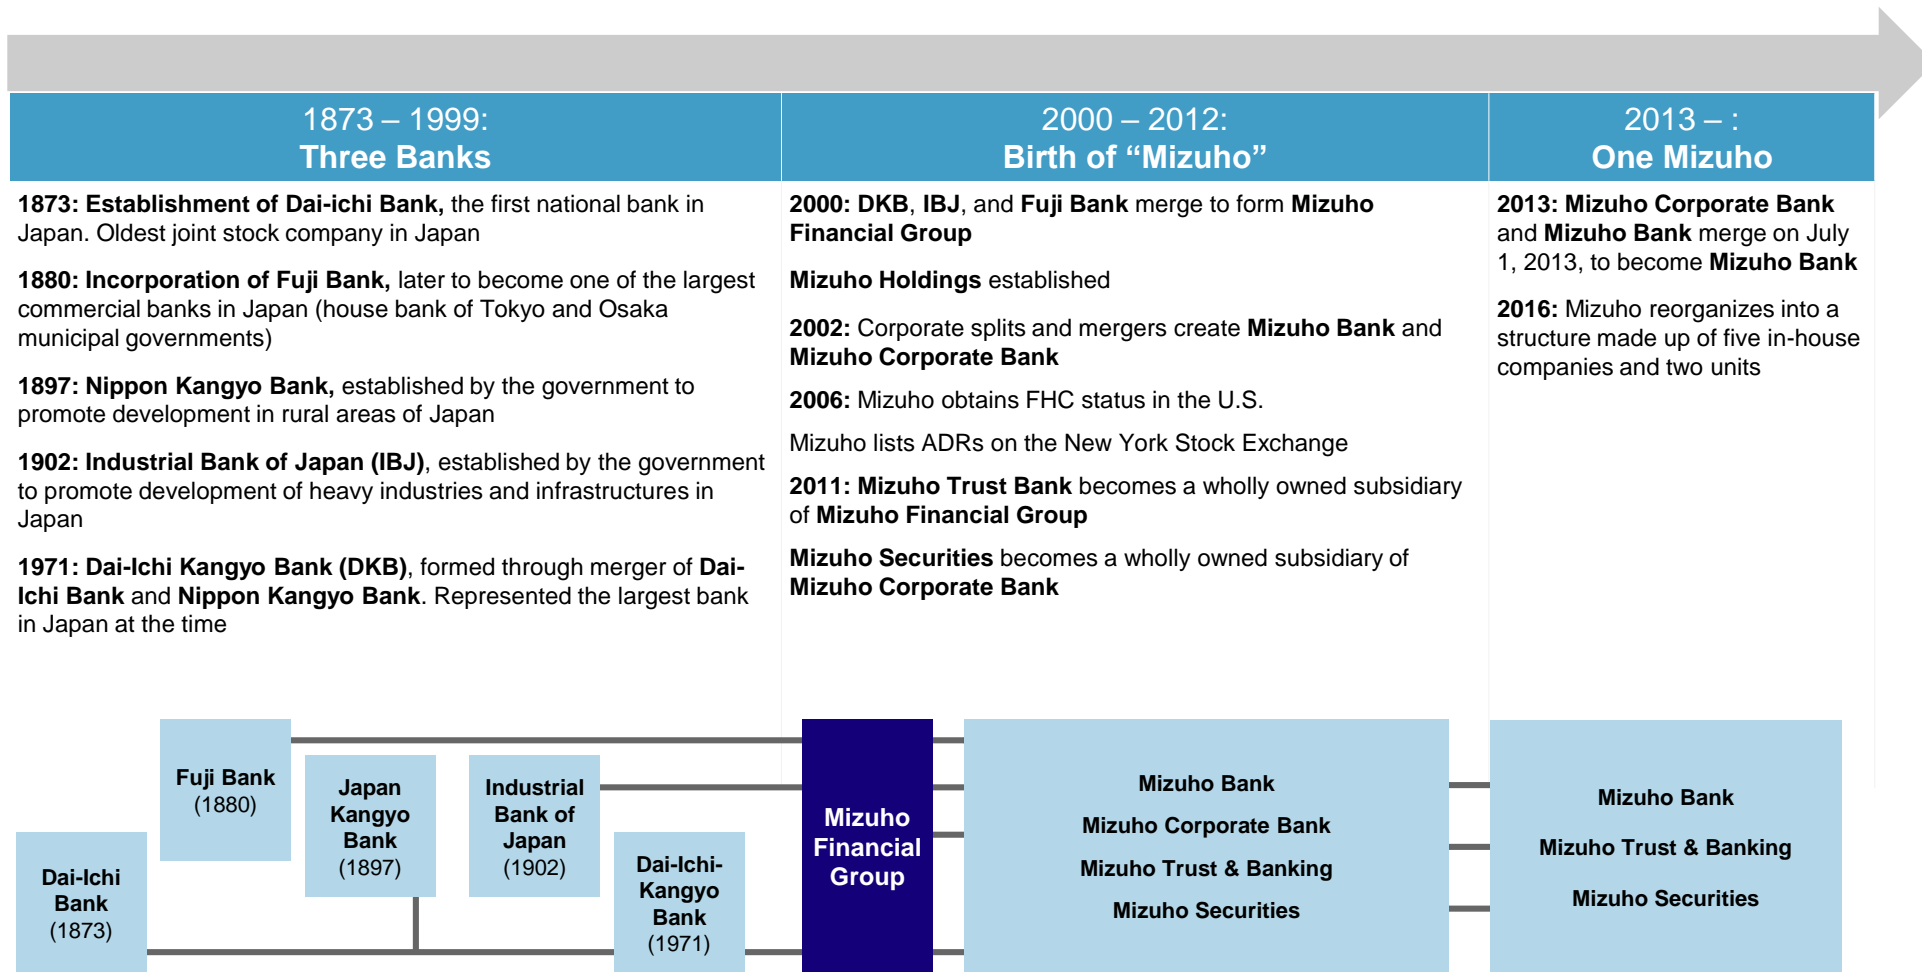 1873 – 1999:
Three Banks
1873: Establishment of Dai-ichi Bank, the first national bank in
Japan. Oldest joint stock company in Japan
1880: Incorporation of Fuji Bank, later to become one of the largest
commercial banks in Japan (house bank of Tokyo and Osaka
municipal governments)
1897: Nippon Kangyo Bank, established by the government to
promote development in rural areas of Japan
1902: Industrial Bank of Japan (IBJ), established by the government
to promote development of heavy industries and infrastructures in
Japan
1971: Dai-Ichi Kangyo Bank (DKB), formed through merger of Dai-
Ichi Bank and Nippon Kangyo Bank. Represented the largest bank
in Japan at the time
2000 – 2012:
Birth of “Mizuho”
2000: DKB, IBJ, and Fuji Bank merge to form Mizuho
Financial Group
Mizuho Holdings established
2002: Corporate splits and mergers create Mizuho Bank and
Mizuho Corporate Bank
2006: Mizuho obtains FHC status in the U.S.
Mizuho lists ADRs on the New York Stock Exchange
2011: Mizuho Trust Bank becomes a wholly owned subsidiary
of Mizuho Financial Group
Mizuho Securities becomes a wholly owned subsidiary of
Mizuho Corporate Bank
2013 – :
One Mizuho
2013: Mizuho Corporate Bank
and Mizuho Bank merge on July
1, 2013, to become Mizuho Bank
2016: Mizuho reorganizes into a
structure made up of five in-house
companies and two units
Dai-Ichi
Bank
(1873)
Fuji Bank
(1880)
Japan
Kangyo
Bank
(1897)
Industrial
Bank of
Japan
(1902)
Dai-Ichi-
Kangyo
Bank
(1971)
Mizuho
Financial
Group
Mizuho Bank
Mizuho Corporate Bank
Mizuho Trust & Banking
Mizuho Securities
Mizuho Bank
Mizuho Trust & Banking
Mizuho Securities